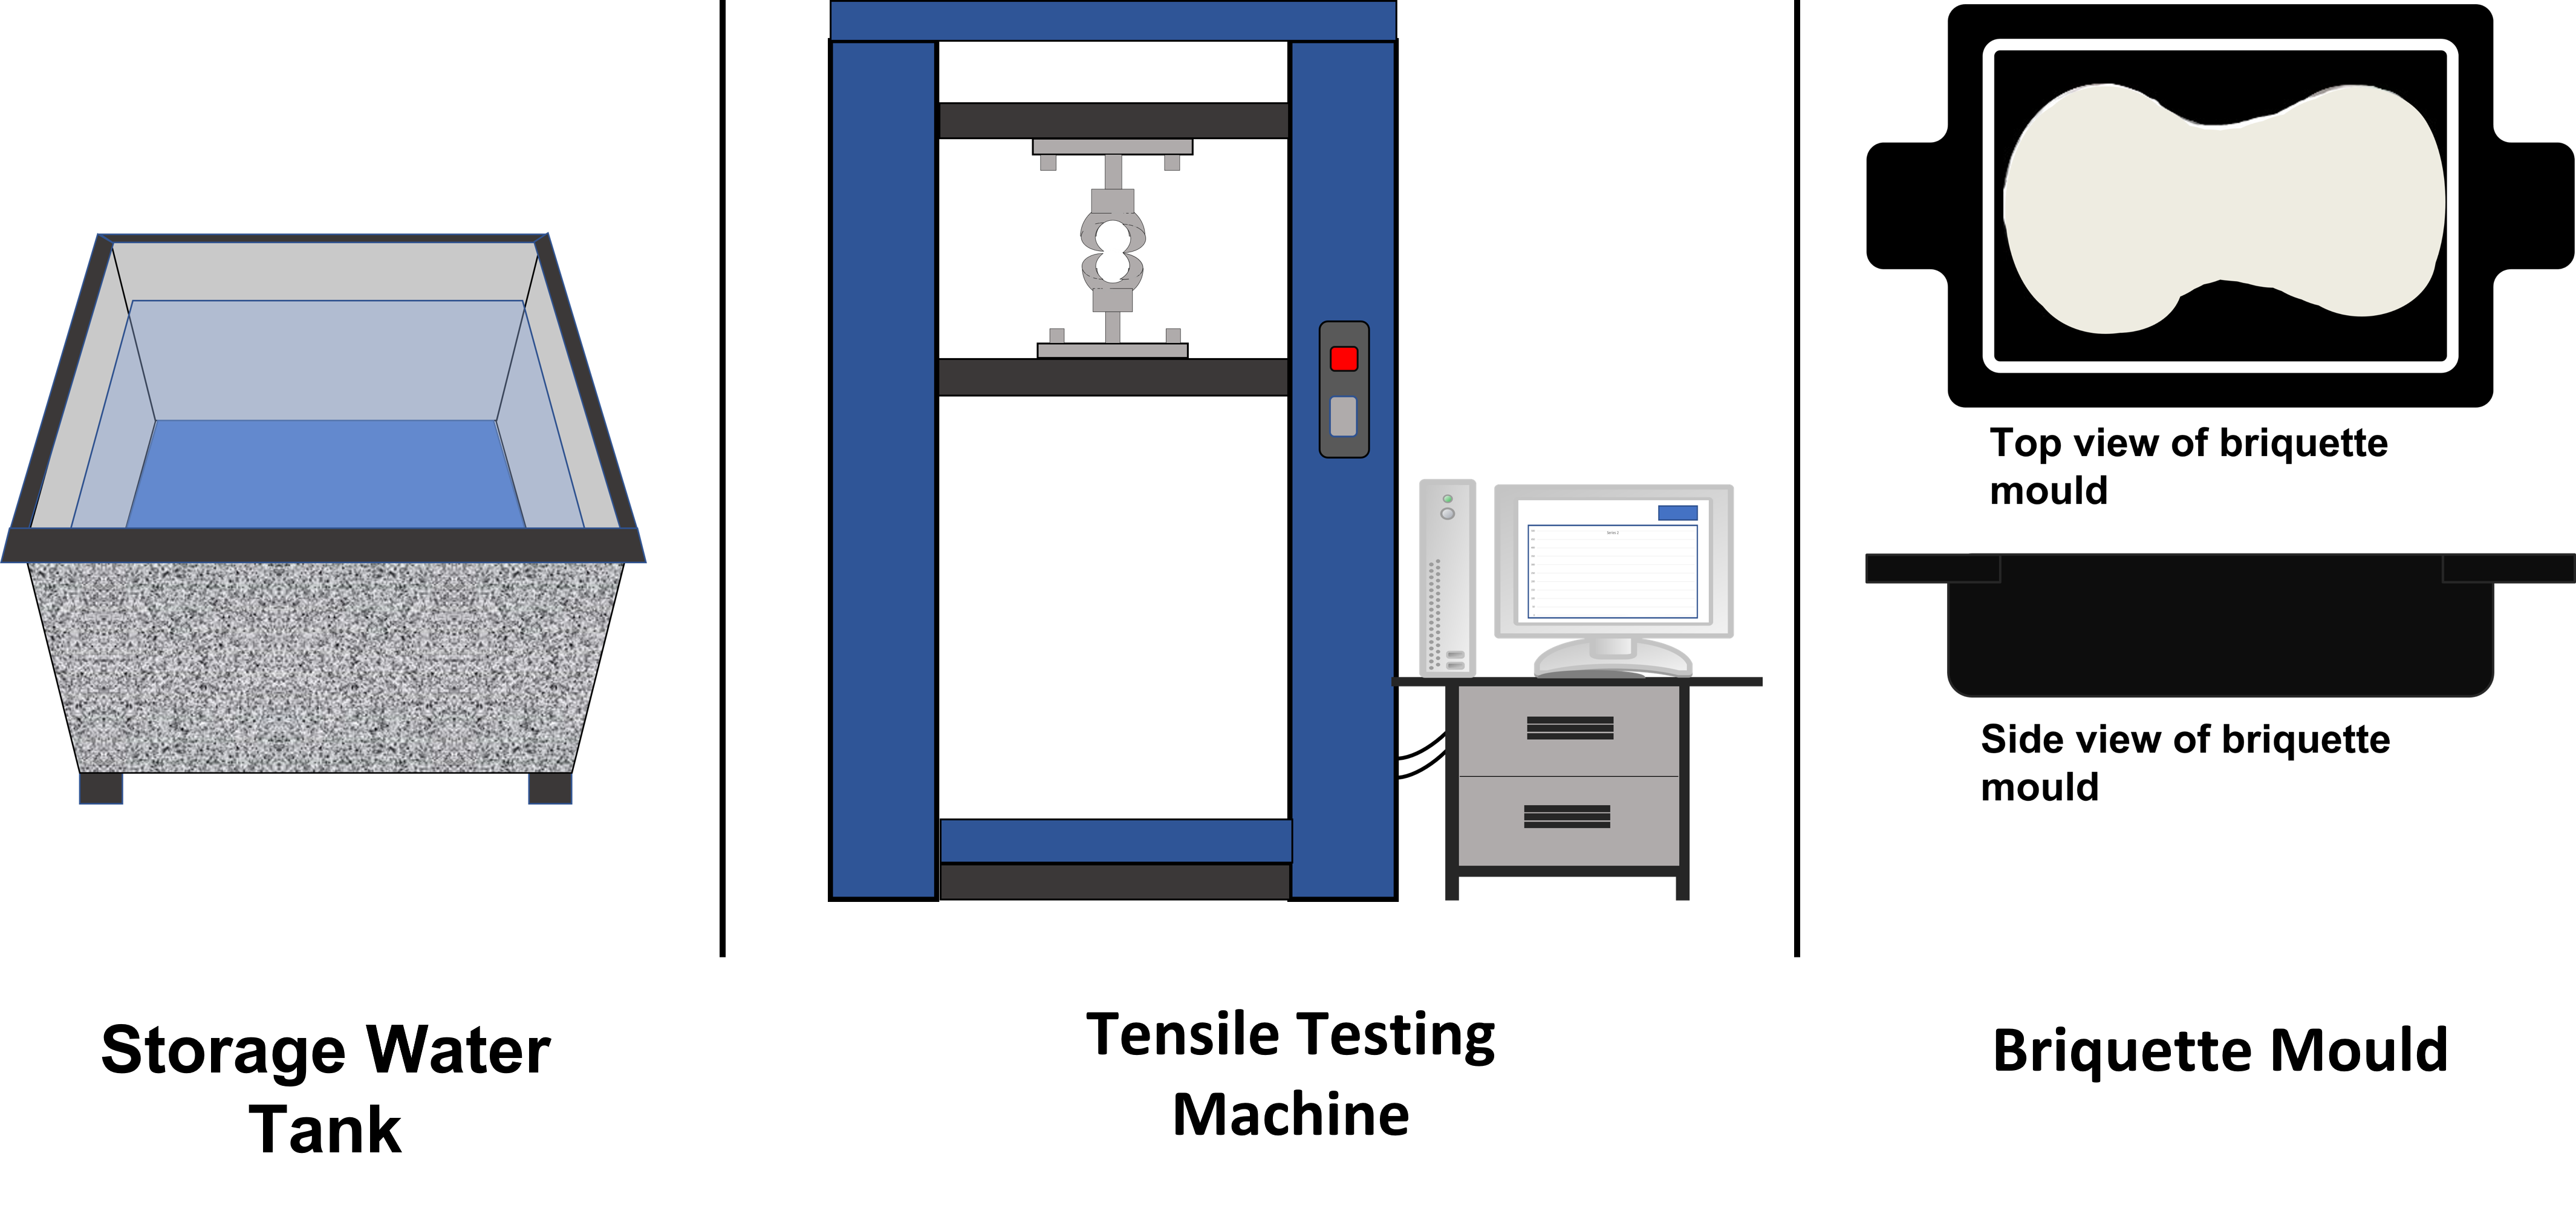 Top view of briquette
mould
Side view of briquette
mould
Storage Water
Tank
Tensile Testing
Machine
Briquette Mould